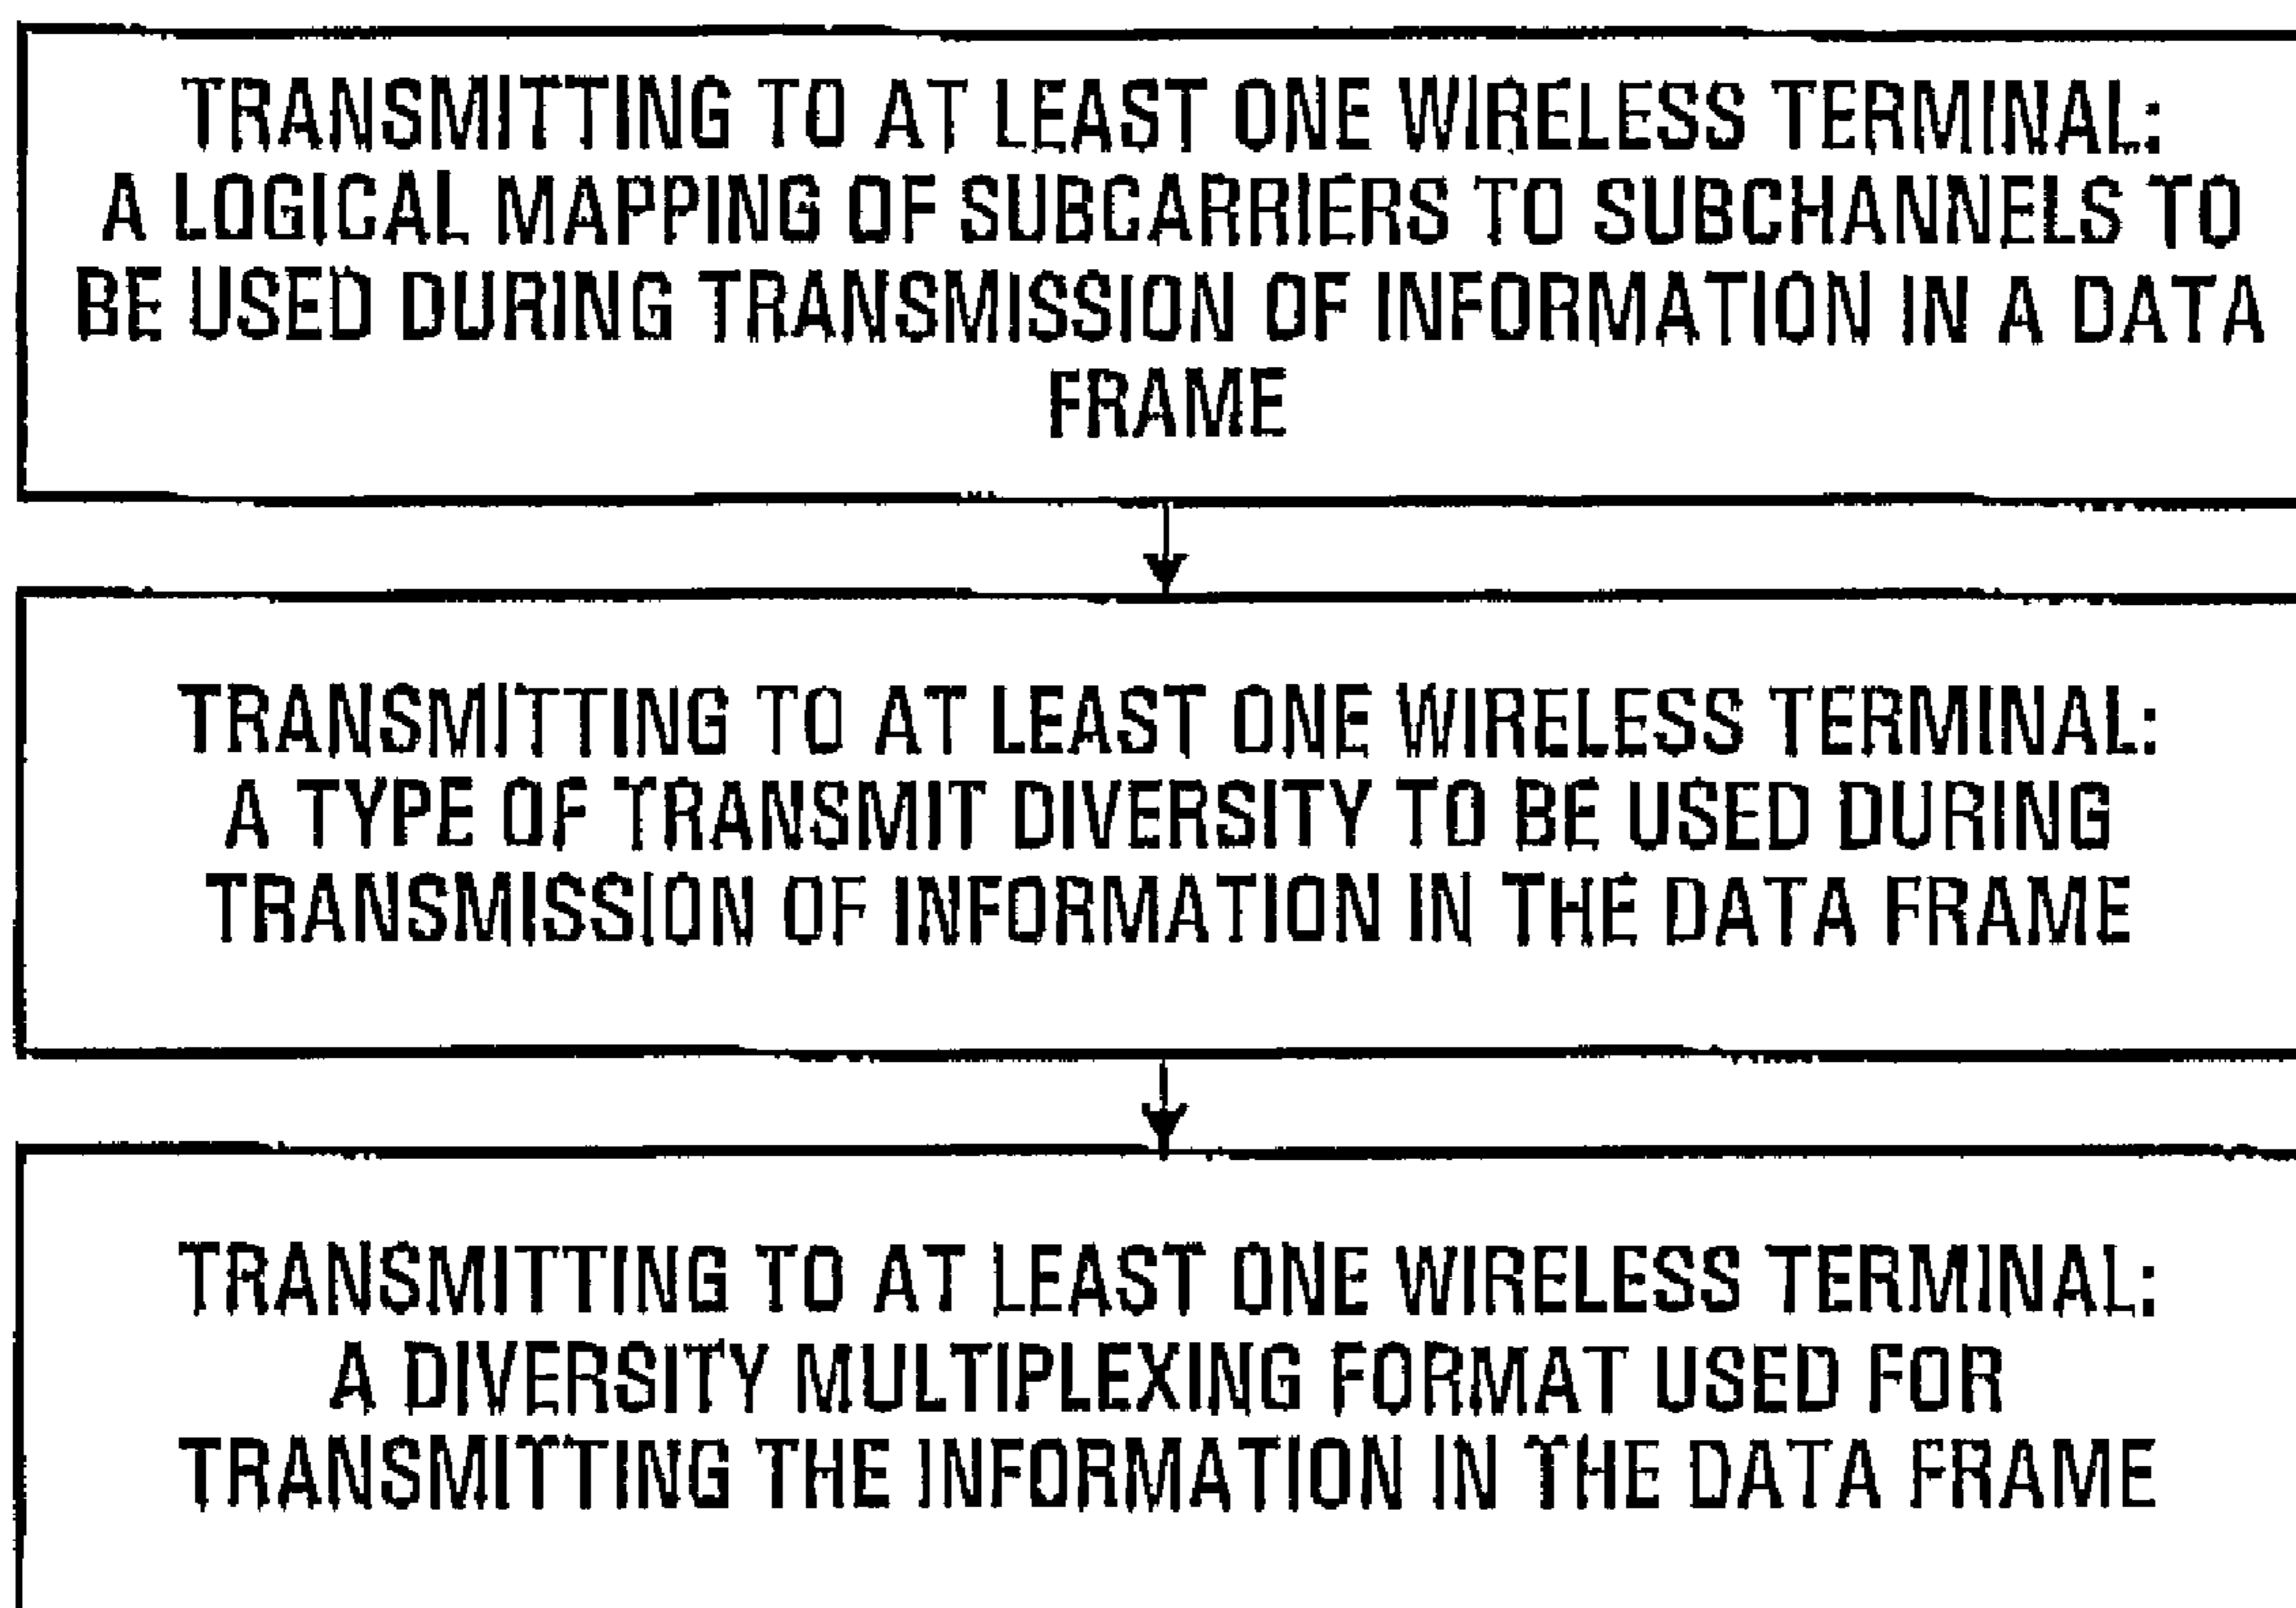 TRANSMITTING TO AT LEAST ONE WIRELESS TERMINAL:
A LOGICAL MAPPING OF SUBCARRIERS TO SUBCHANNELS TO
BE USED DURING TRANSMISSION OF INFORMATION IN A DATA
FRAME
TRANSMITTING TO AT LEAST ONE WIRELESS TERMINAL:
A TYPE OF TRANSMIT DIVERSITY TO BE USED DURING
TRANSMISSION OF INFORMATION IN THE DATA FRAME
TRANSMITTING TO AT LEAST ONE WIRELESS TERMINAL:
A DIVERSITY MULTIPLEXING FORMAT USED FOR
TRANSMITTING THE INFORMATION IN THE DATA FRAME